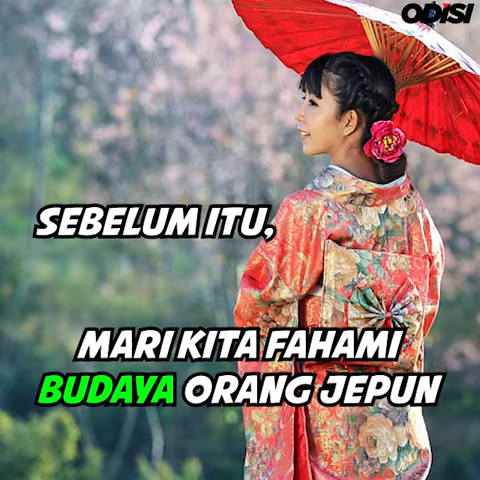 ODISI
SEBELUM ITU,
MARI KITA FAHAMI
BUDAYA ORANG JEPUN